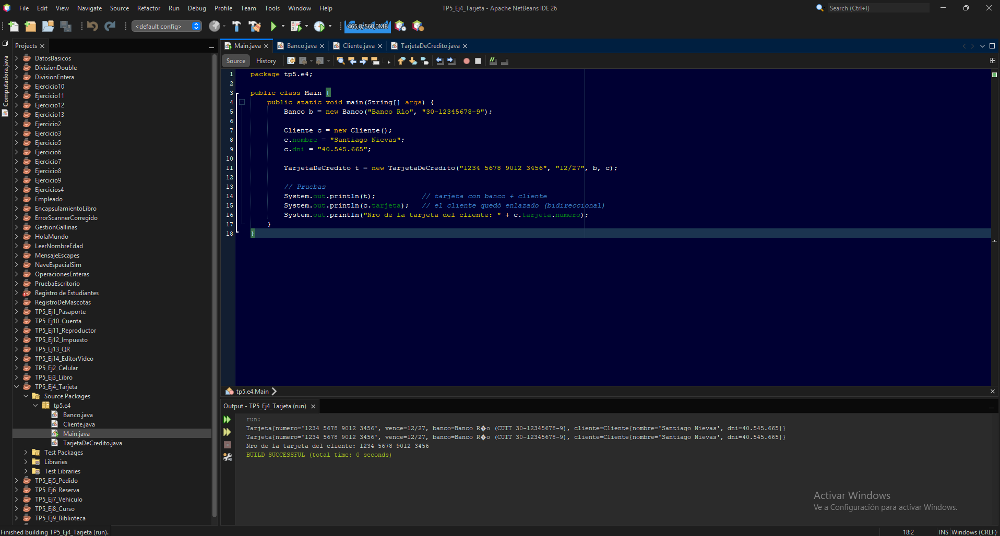 File Edit View Navigate Source Refactor Run Debug Profile Team Tools Window Help
TP5_Ej4_Tarjeta - Apache NetBeans IDE 26
Search (Ctrl+I)
<default config>
465,8/560,0MB
Computadora.java
Projects
DatosBasicos
DivisionDouble
DivisionEntera
Ejercicio10
Ejercicio11
Ejercicio12
Ejercicio13
Ejercicio2
Ejercicio3
Ejercicio5
Ejercicio6
Ejercicio7
Ejercicio8
Ejercicio9
Ejercicios4
Empleado
EncapsulamientoLibro
ErrorScannerCorregido
GestionGallinas
HolaMundo
LeerNombreEdad
MensajeEscapes
NaveEspacialSim
OperacionesEnteras
PruebaEscritorio
Registro de Estudiantes
RegistroDeMascotas
TP5_Ej1_Pasaporte
TP5_Ej10_Cuenta
TP5_Ej11_Reproductor
TP5_Ej12_Impuesto
TP5_Ej13_QR
TP5_Ej14_EditorVideo
TP5_Ej2_Celular
TP5_Ej3_Libro
TP5_Ej4_Tarjeta
Source Packages
tp5.e4
Banco.java
Cliente.java
Main.java
TarjetaDeCredito.java
Test Packages
Libraries
Test Libraries
TP5_Ej5_Pedido
TP5_Ej6_Reserva
TP5_Ej7_Vehiculo
TP5_Ej8_Curso
TP5_Ej9_Biblioteca
Main.java Banco.java Cliente.java TarjetaDeCredito.java
Source History
1 package tp5.e4;
2
3 public class Main {
4 public static void main(String[] args) {
5 Banco b = new Banco("Banco Río", "30-12345678-9");
6
7 Cliente c = new Cliente();
8 c.nombre = "Santiago Nievas";
9 c.dni = "40.545.665";
10
11 TarjetaDeCredito t = new TarjetaDeCredito("1234 5678 9012 3456", "12/27", b, c);
12
13 // Pruebas
14 System.out.println(t); // tarjeta con banco + cliente
15 System.out.println(c.tarjeta); // el cliente quedó enlazado (bidireccional)
16 System.out.println("Nro de la tarjeta del cliente: " + c.tarjeta.numero);
17 }
18 }
tp5.e4.Main
Output - TP5_Ej4_Tarjeta (run)
run:
Tarjeta{numero='1234 5678 9012 3456', vence=12/27, banco=Banco R�o (CUIT 30-12345678-9), cliente=Cliente{nombre='Santiago Nievas', dni=40.545.665}}
Tarjeta{numero='1234 5678 9012 3456', vence=12/27, banco=Banco R�o (CUIT 30-12345678-9), cliente=Cliente{nombre='Santiago Nievas', dni=40.545.665}}
Nro de la tarjeta del cliente: 1234 5678 9012 3456
BUILD SUCCESSFUL (total time: 0 seconds)
Activar Windows
Ve a Configuración para activar Windows.
Finished building TP5_Ej4_Tarjeta (run).
18:2 INS Windows (CRLF)